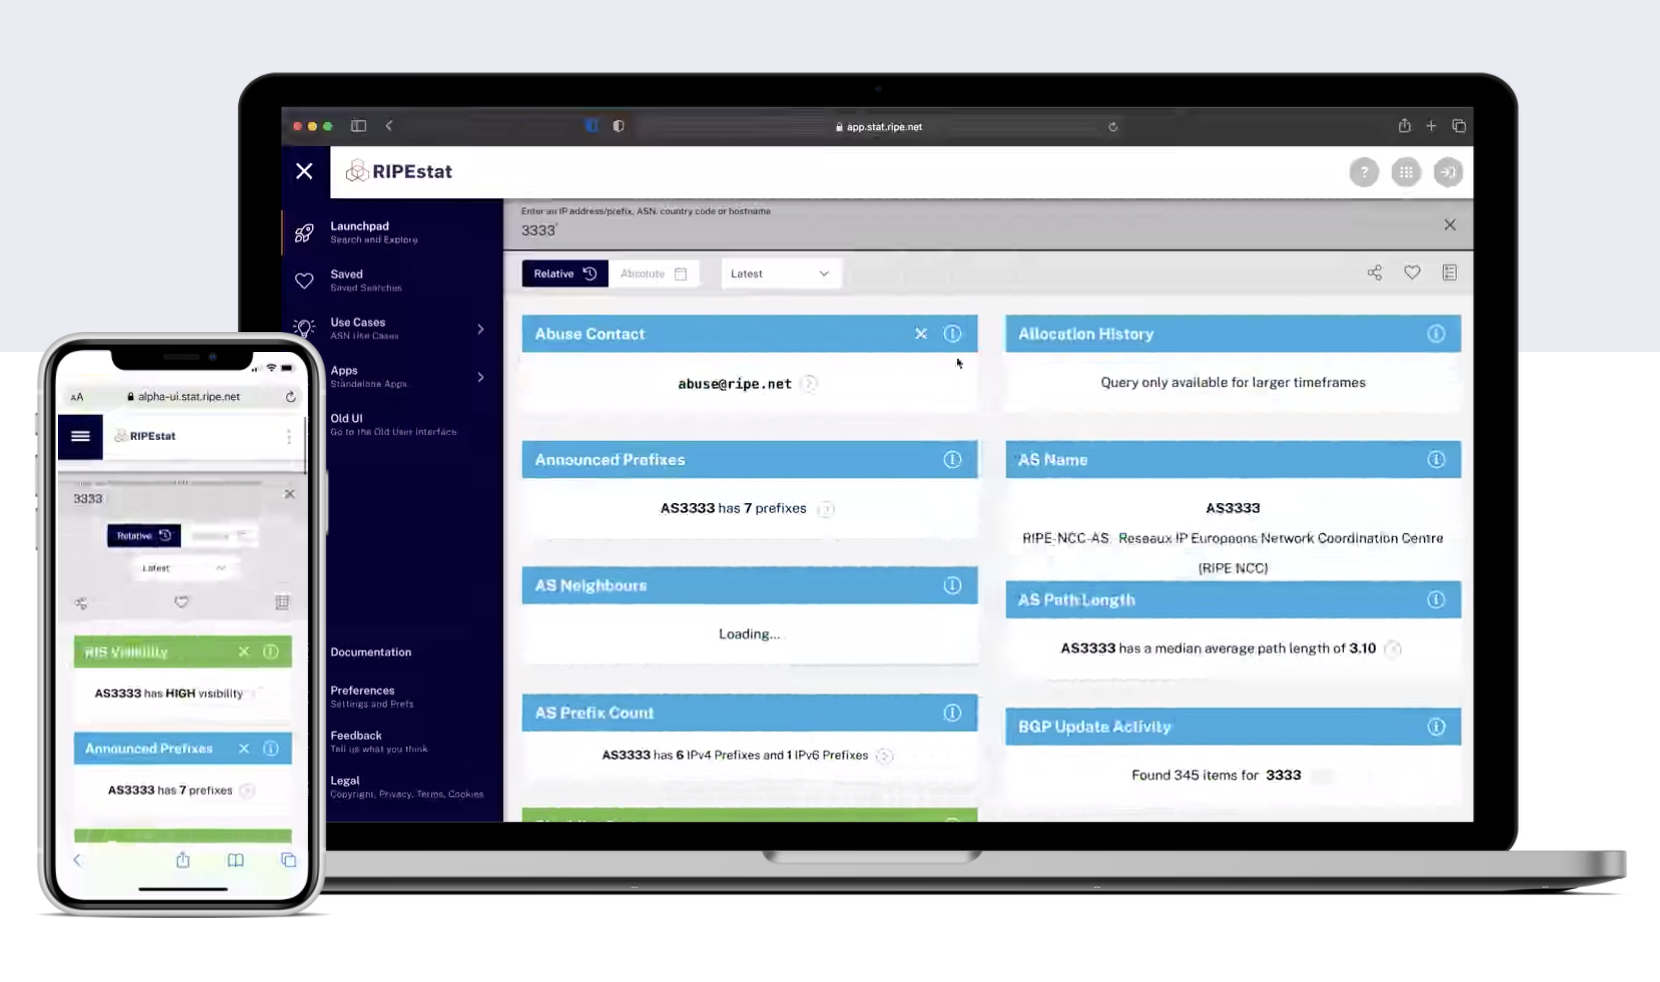 app.stat.ripe.net
RIPEstat
?
Launchpad
Search and Explore
Saved
Saved Searches
Use Cases
ASN Use Cases
Apps
Standalone Apps
Old UI
Go to the Old User Interface
Documentation
Preferences
Settings and Prefs
Feedback
Tell us what you think
Legal
Copyright, Privacy, Terms, Cookies
Enter an IP address/prefix, ASN, country code or hostname
3333
Relative
Absolute
Latest
Abuse Contact
abuse@ripe.net
Announced Prefixes
AS3333 has 7 prefixes
AS Neighbours
Loading...
AS Prefix Count
AS3333 has 6 IPv4 Prefixes and 1 IPv6 Prefixes
Allocation History
Query only available for larger timeframes
AS Name
AS3333
RIPE-NCC-AS Reseaux IP Europeens Network Coordination Centre
(RIPE NCC)
AS Path Length
AS3333 has a median average path length of 3.10
BGP Update Activity
Found 345 items for 3333
AA
alpha-ui.stat.ripe.net
RIPEstat
3333
Relative
Latest
RIS Visibility
AS3333 has HIGH visibility
Announced Prefixes
AS3333 has 7 prefixes